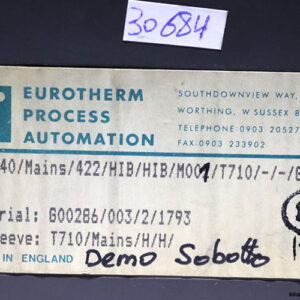 30684
EUROTHERM
PROCESS
AUTOMATION
SOUTHDOWNVIEW WAY,
WORTHING, W SUSSEX B
TELEPHONE 0903 20527
FAX 0903 233902
40/Mains/422/HIB/HIB/M001/T710/-/-/
rial: G00286/003/2/1793
eeve: T710/Mains/H/H/
IN ENGLAND
Demo Sobotto